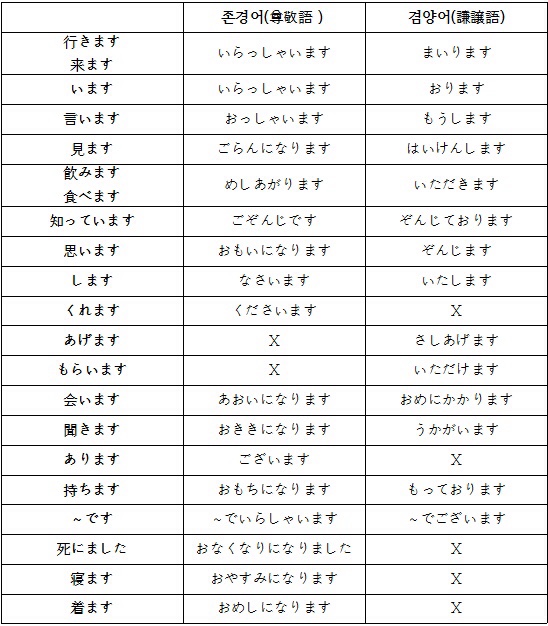 존경어(尊敬語 ) 겸양어(謙讓語)
行きます
来ます いらっしゃいます まいります
います いらっしゃいます おります
言います おっしゃいます もうします
見ます ごらんになります はいけんします
飲みます
食べます めしあがります いただきます
知っています ごぞんじです ぞんじております
思います おもいになります ぞんじます
します なさいます いたします
くれます くださいます X
あげます X さしあげます
もらいます X いただけます
会います あおいになります おめにかかります
聞きます おききになります うかがいます
あります ございます X
持ちます おもちになります もっております
~です ~でいらしゃいます ~でございます
死にました おなくなりになりました X
寝ます おやすみになります X
着ます おめしになります X